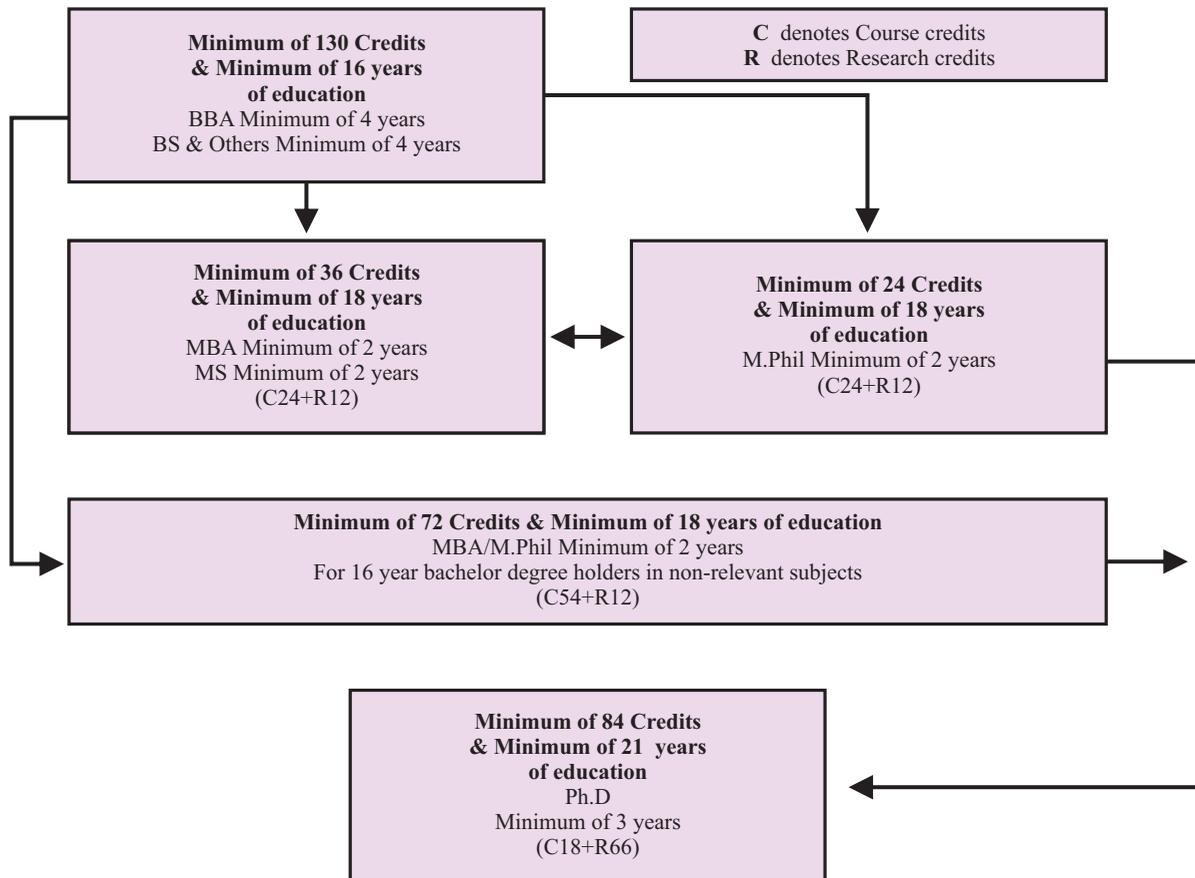 Minimum of 130 Credits
& Minimum of 16 years
of education
BBA Minimum of 4 years
BS & Others Minimum of 4 years
C denotes Course credits
R denotes Research credits
Minimum of 36 Credits
& Minimum of 18 years
of education
MBA Minimum of 2 years
MS Minimum of 2 years
(C24+R12)
Minimum of 24 Credits
& Minimum of 18 years
of education
M.Phil Minimum of 2 years
(C24+R12)
Minimum of 72 Credits & Minimum of 18 years of education
MBA/M.Phil Minimum of 2 years
For 16 year bachelor degree holders in non-relevant subjects
(C54+R12)
Minimum of 84 Credits
& Minimum of 21 years
of education
Ph.D
Minimum of 3 years
(C18+R66)